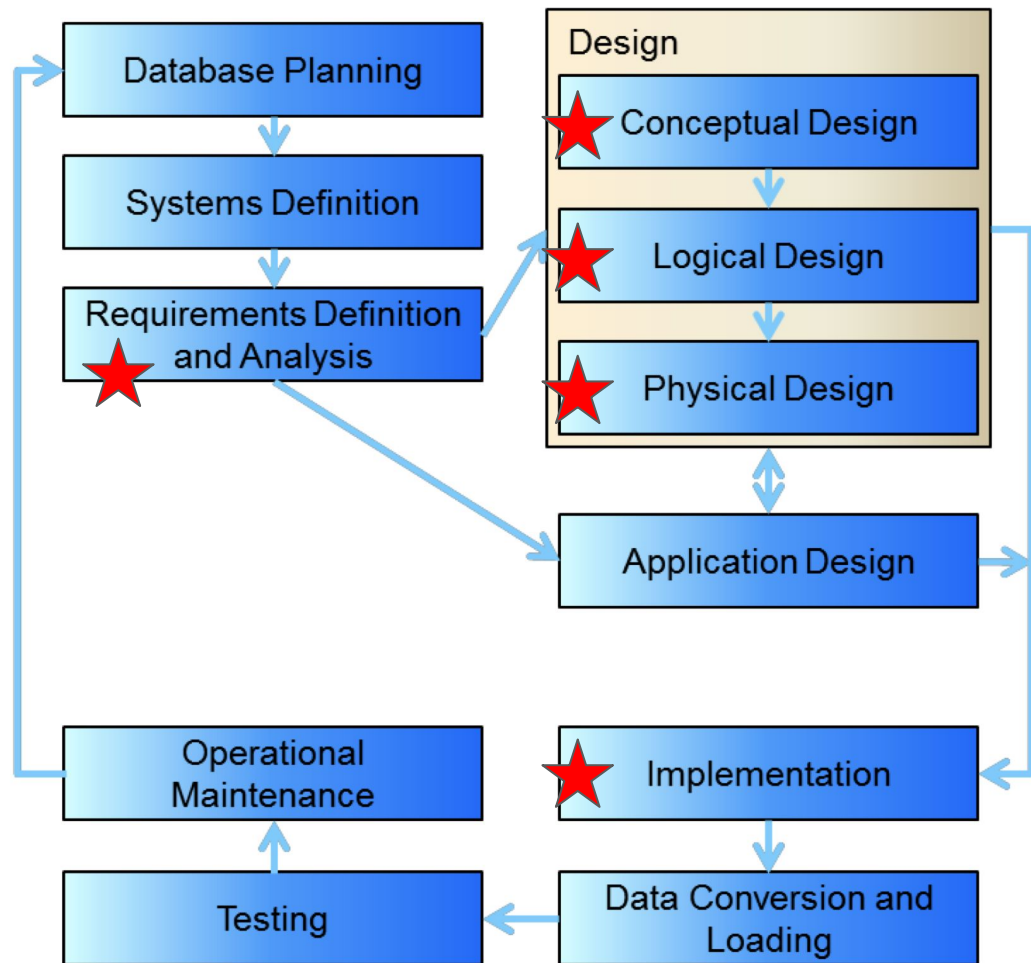 Database Planning
Systems Definition
Requirements Definition
and Analysis
Design
Conceptual Design
Logical Design
Physical Design
Application Design
Operational
Maintenance
Implementation
Testing
Data Conversion and
Loading